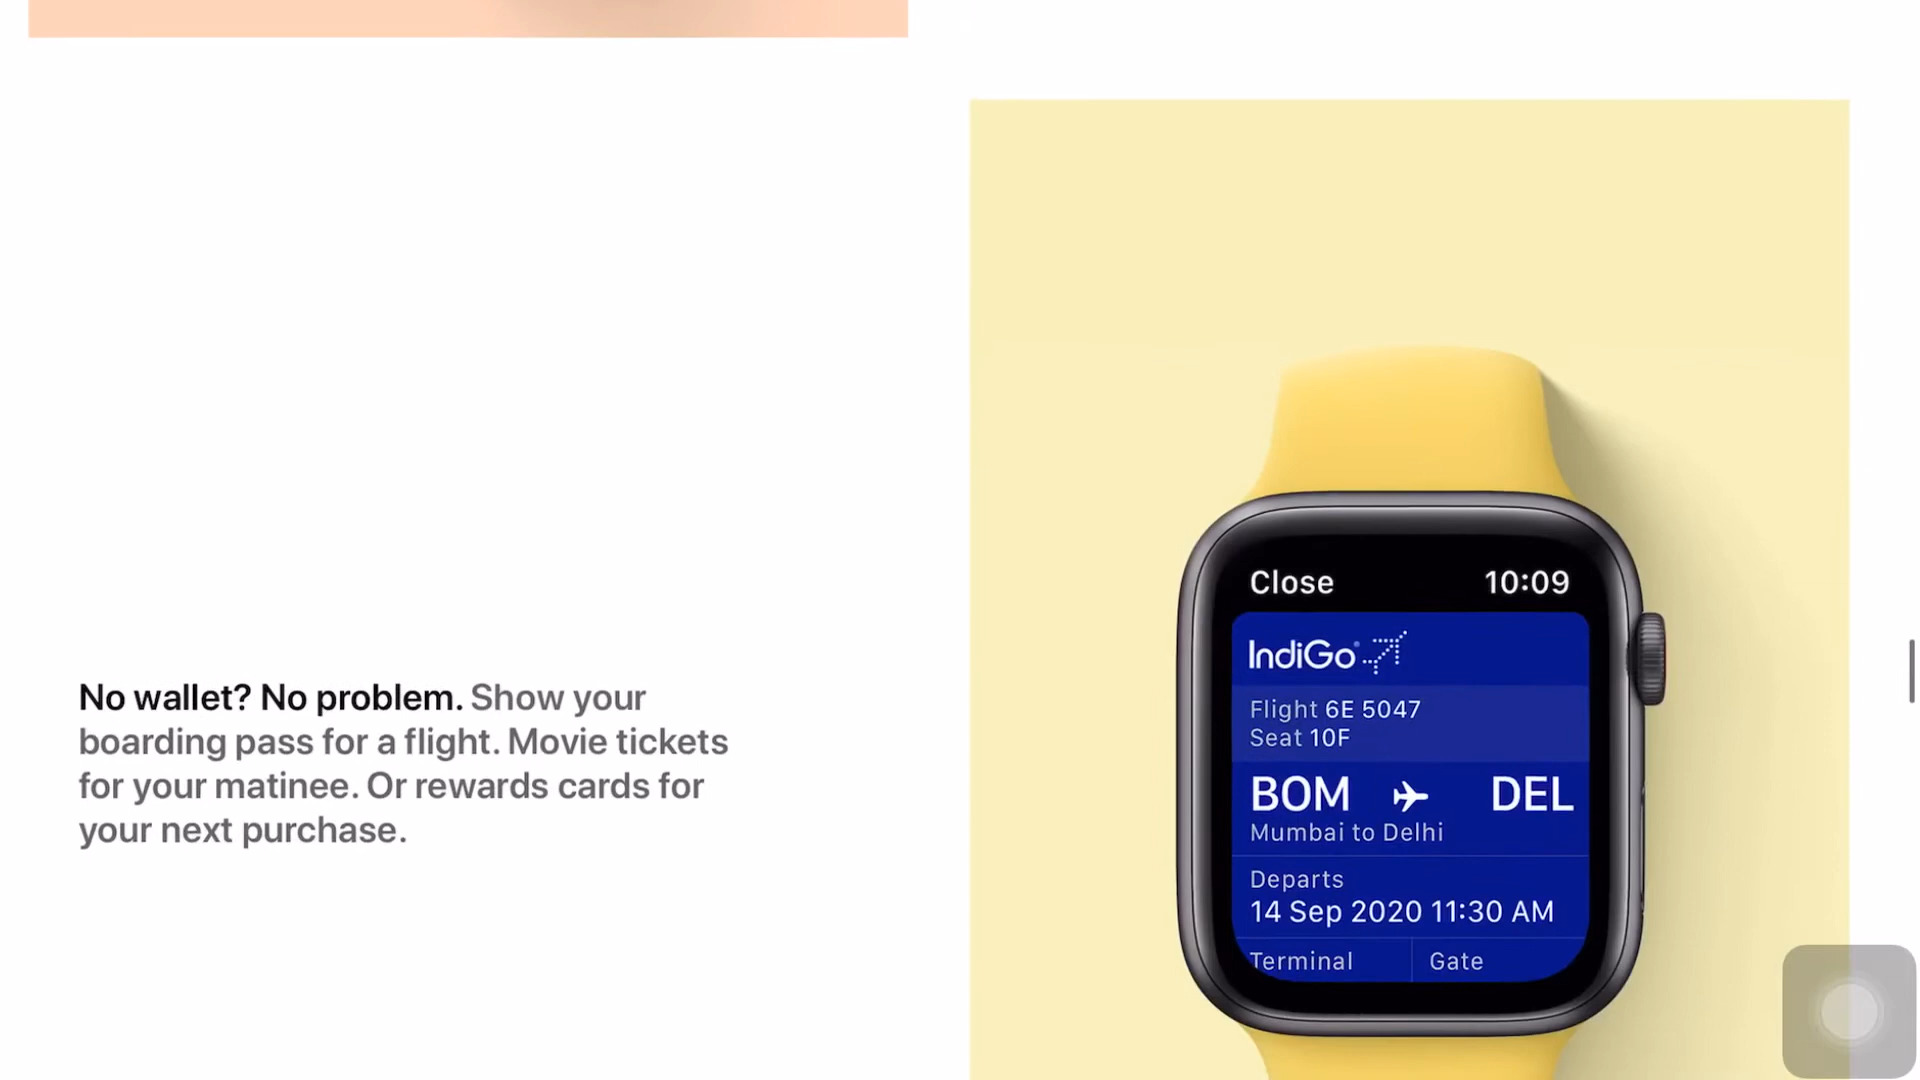 No wallet? No problem. Show your
boarding pass for a flight. Movie tickets
for your matinee. Or rewards cards for
your next purchase.
Close 10:09
IndiGo
Flight 6E 5047
Seat 10F
BOM DEL
Mumbai to Delhi
Departs
14 Sep 2020 11:30 AM
Terminal Gate